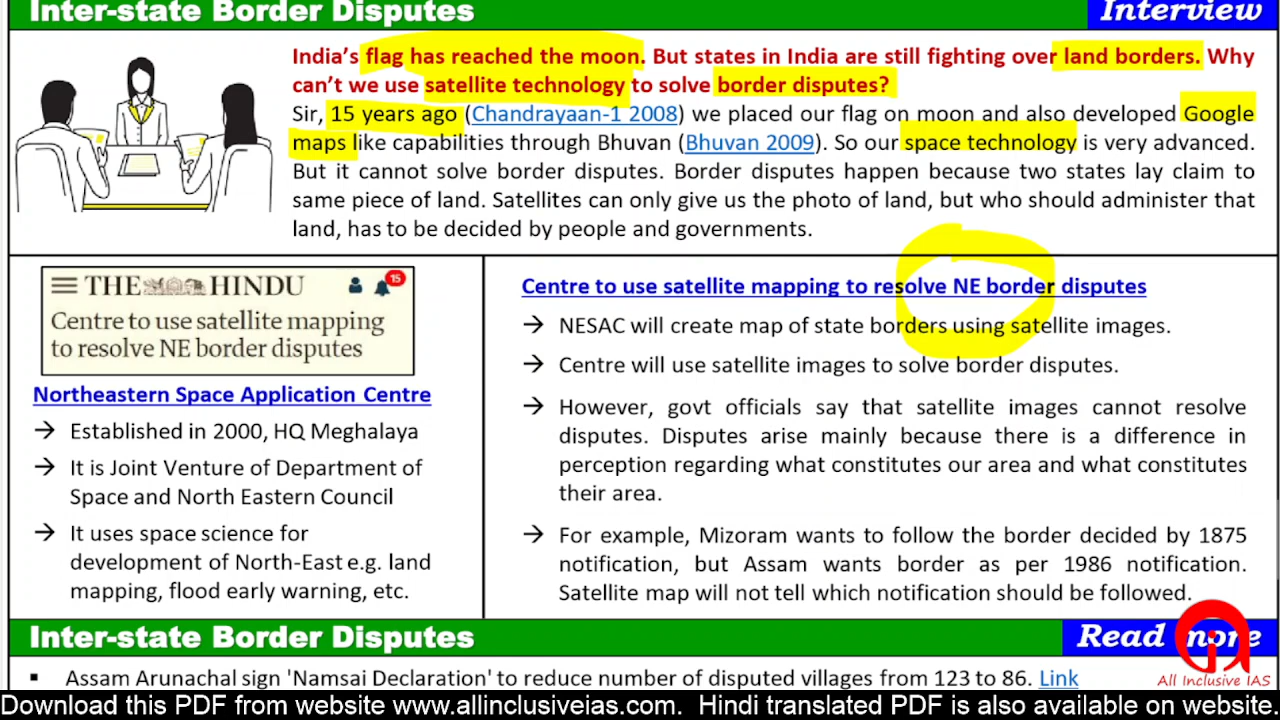 Inter-state Border Disputes
Interview
India's flag has reached the moon. But states in India are still fighting over land borders. Why
can't we use satellite technology to solve border disputes?
Sir, 15 years ago (Chandrayaan-1 2008) we placed our flag on moon and also developed Google
maps like capabilities through Bhuvan (Bhuvan 2009). So our space technology is very advanced.
But it cannot solve border disputes. Border disputes happen because two states lay claim to
same piece of land. Satellites can only give us the photo of land, but who should administer that
land, has to be decided by people and governments.
THE HINDU
15
Centre to use satellite mapping
to resolve NE border disputes
Northeastern Space Application Centre
→ Established in 2000, HQ Meghalaya
→ It is Joint Venture of Department of
Space and North Eastern Council
→ It uses space science for
development of North-East e.g. land
mapping, flood early warning, etc.
Centre to use satellite mapping to resolve NE border disputes
→ NESAC will create map of state borders using satellite images.
→ Centre will use satellite images to solve border disputes.
→ However, govt officials say that satellite images cannot resolve
disputes. Disputes arise mainly because there is a difference in
perception regarding what constitutes our area and what constitutes
their area.
→ For example, Mizoram wants to follow the border decided by 1875
notification, but Assam wants border as per 1986 notification.
Satellite map will not tell which notification should be followed.
Inter-state Border Disputes
Read more
▪ Assam Arunachal sign 'Namsai Declaration' to reduce number of disputed villages from 123 to 86. Link
All Inclusive IAS
Download this PDF from website www.allinclusiveias.com. Hindi translated PDF is also available on website.